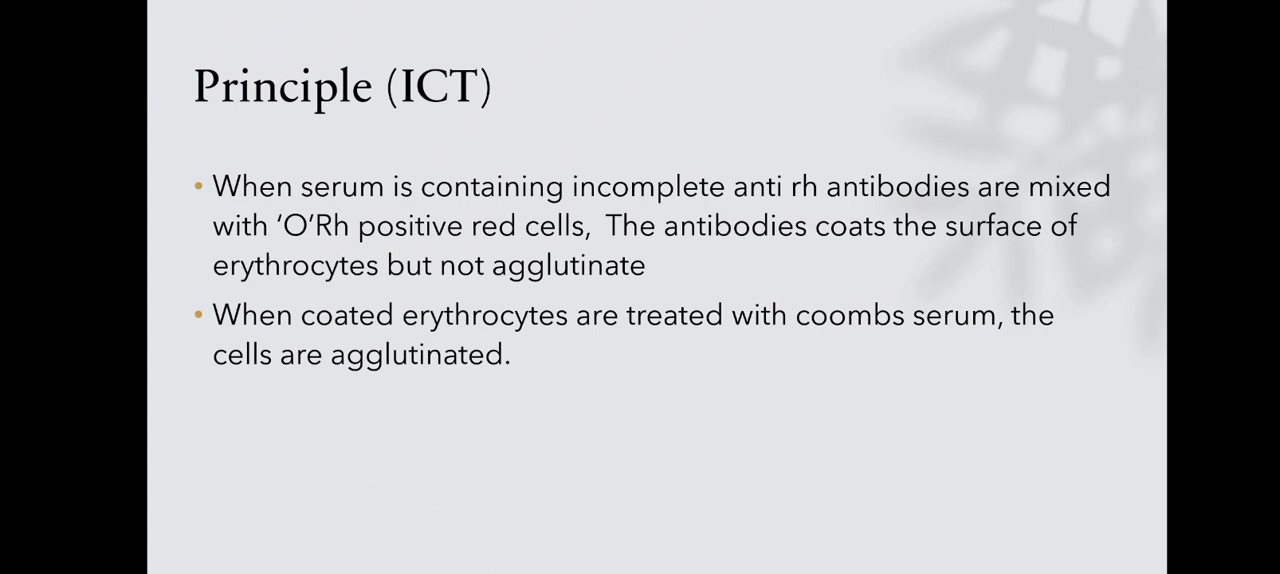 Principle (ICT)
• When serum is containing incomplete anti rh antibodies are mixed
with ‘O’Rh positive red cells,  The antibodies coats the surface of
erythrocytes but not agglutinate
• When coated erythrocytes are treated with coombs serum, the
cells are agglutinated.